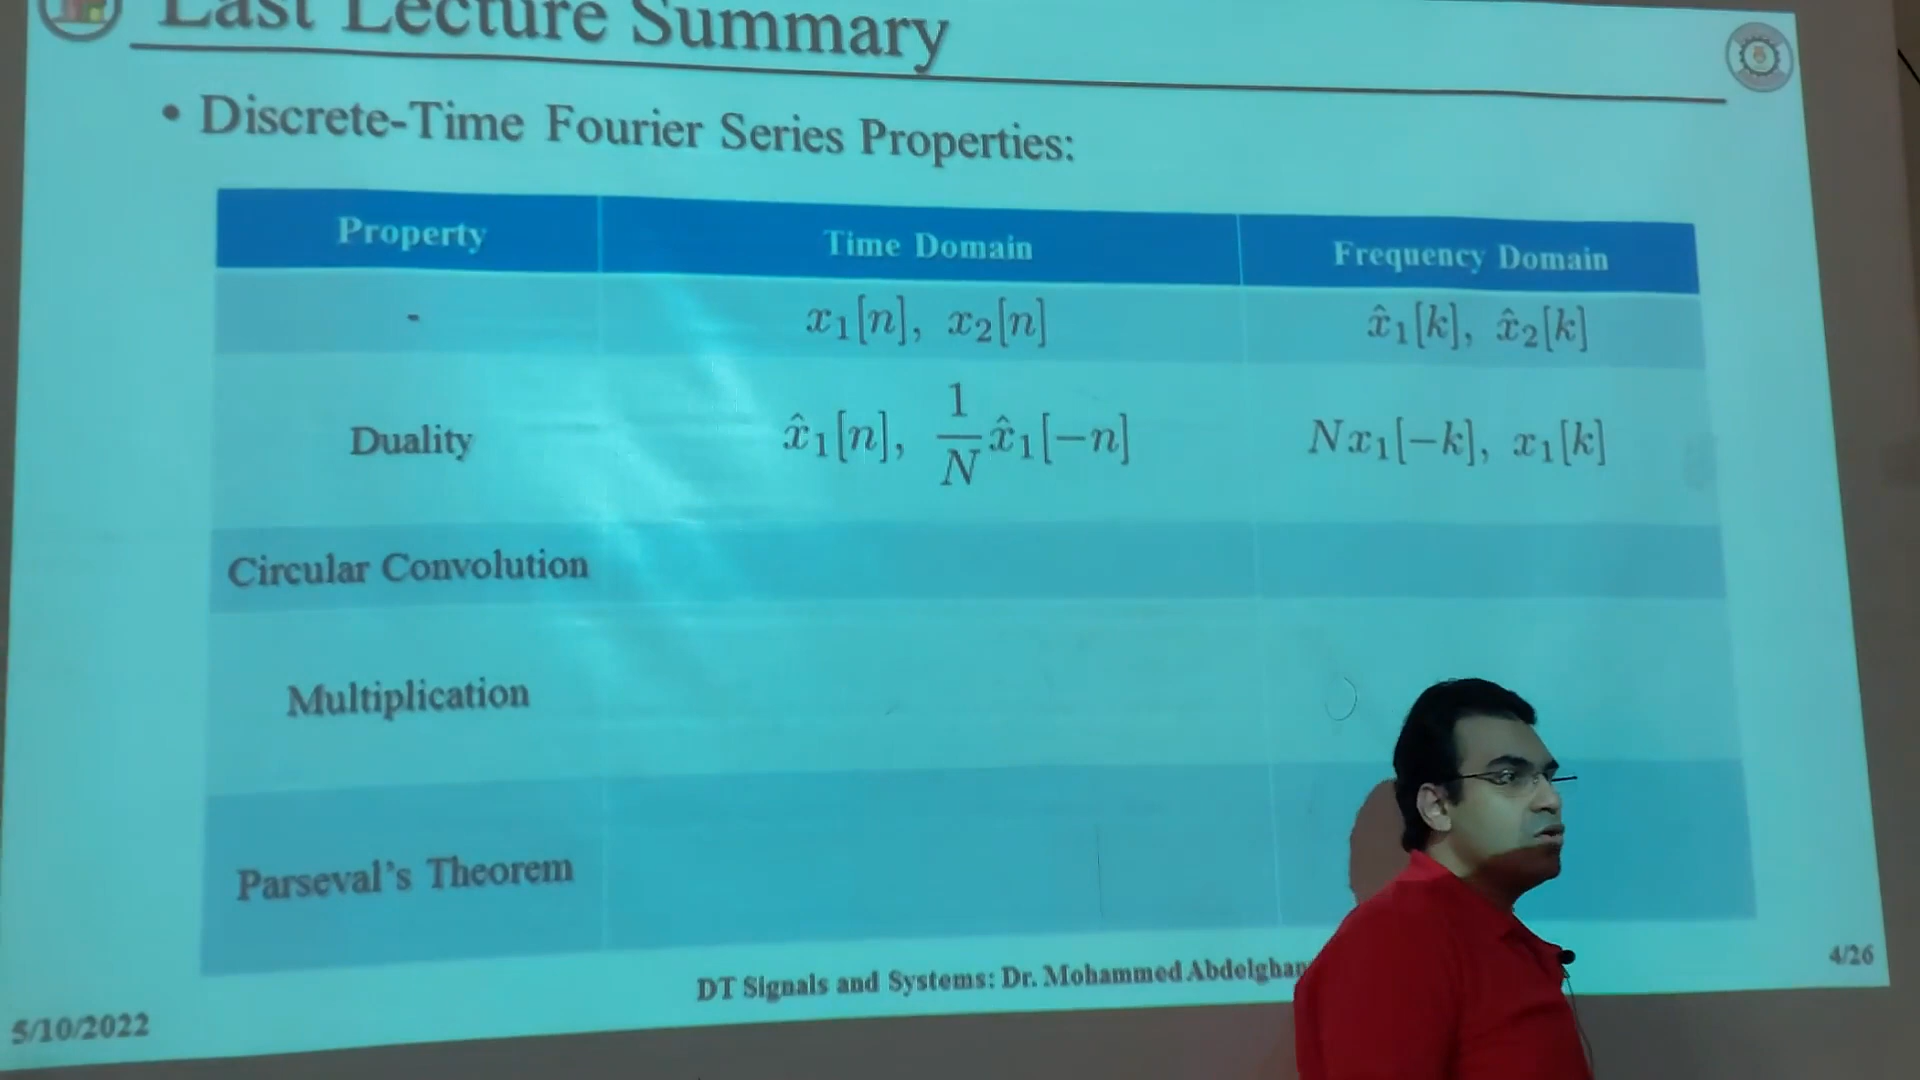 Last Lecture Summary
• Discrete-Time Fourier Series Properties:
Property Time Domain Frequency Domain
- x₁[n], x₂[n] x̂₁[k], x̂₂[k]
Duality x̂₁[n], 1/N x̂₁[−n] Nx₁[−k], x₁[k]
Circular Convolution
Multiplication
Parseval's Theorem
DT Signals and Systems: Dr. Mohammed Abdelghan
4/26
5/10/2022